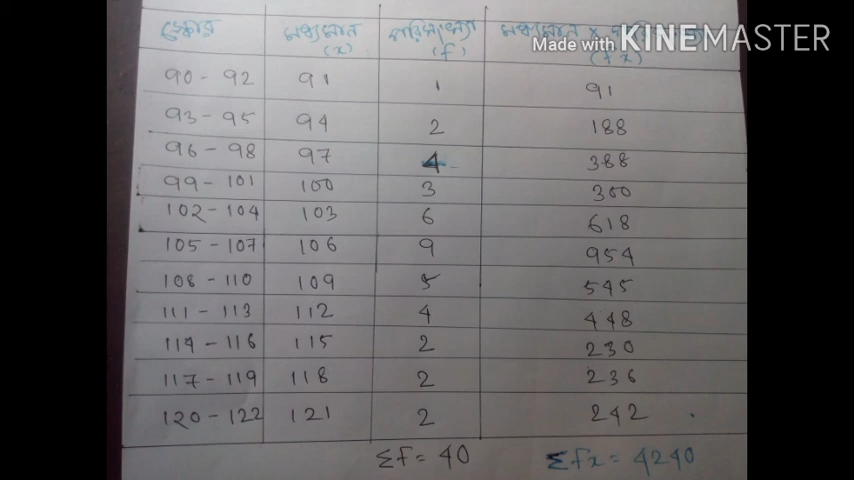 স্কোর মধ্যমান পরিসংখ্যা মধ্যমান ×
(x) (f) (f x)
Made with KINEMASTER
90 - 92 91 1 91
93 - 95 94 2 188
96 - 98 97 4 388
99 - 101 100 3 300
102 - 104 103 6 618
105 - 107 106 9 954
108 - 110 109 5 545
111 - 113 112 4 448
114 - 116 115 2 230
117 - 119 118 2 236
120 - 122 121 2 242
Σf = 40 Σfx = 4240